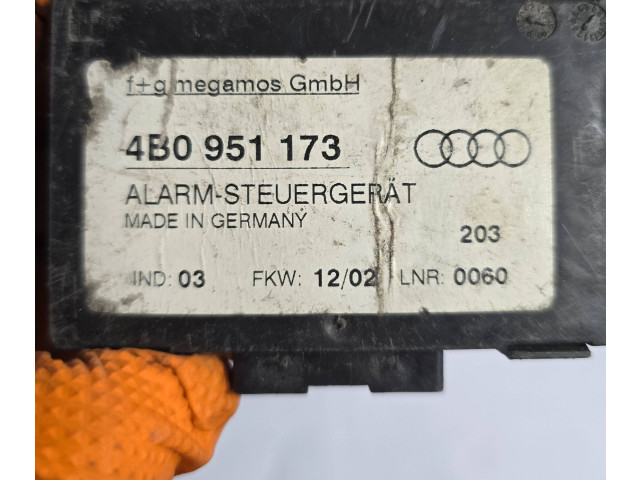 f+g megamos GmbH
4B0 951 173
ALARM-STEUERGERÄT
MADE IN GERMANY
203
IND: 03 FKW: 12/02 LNR: 0060